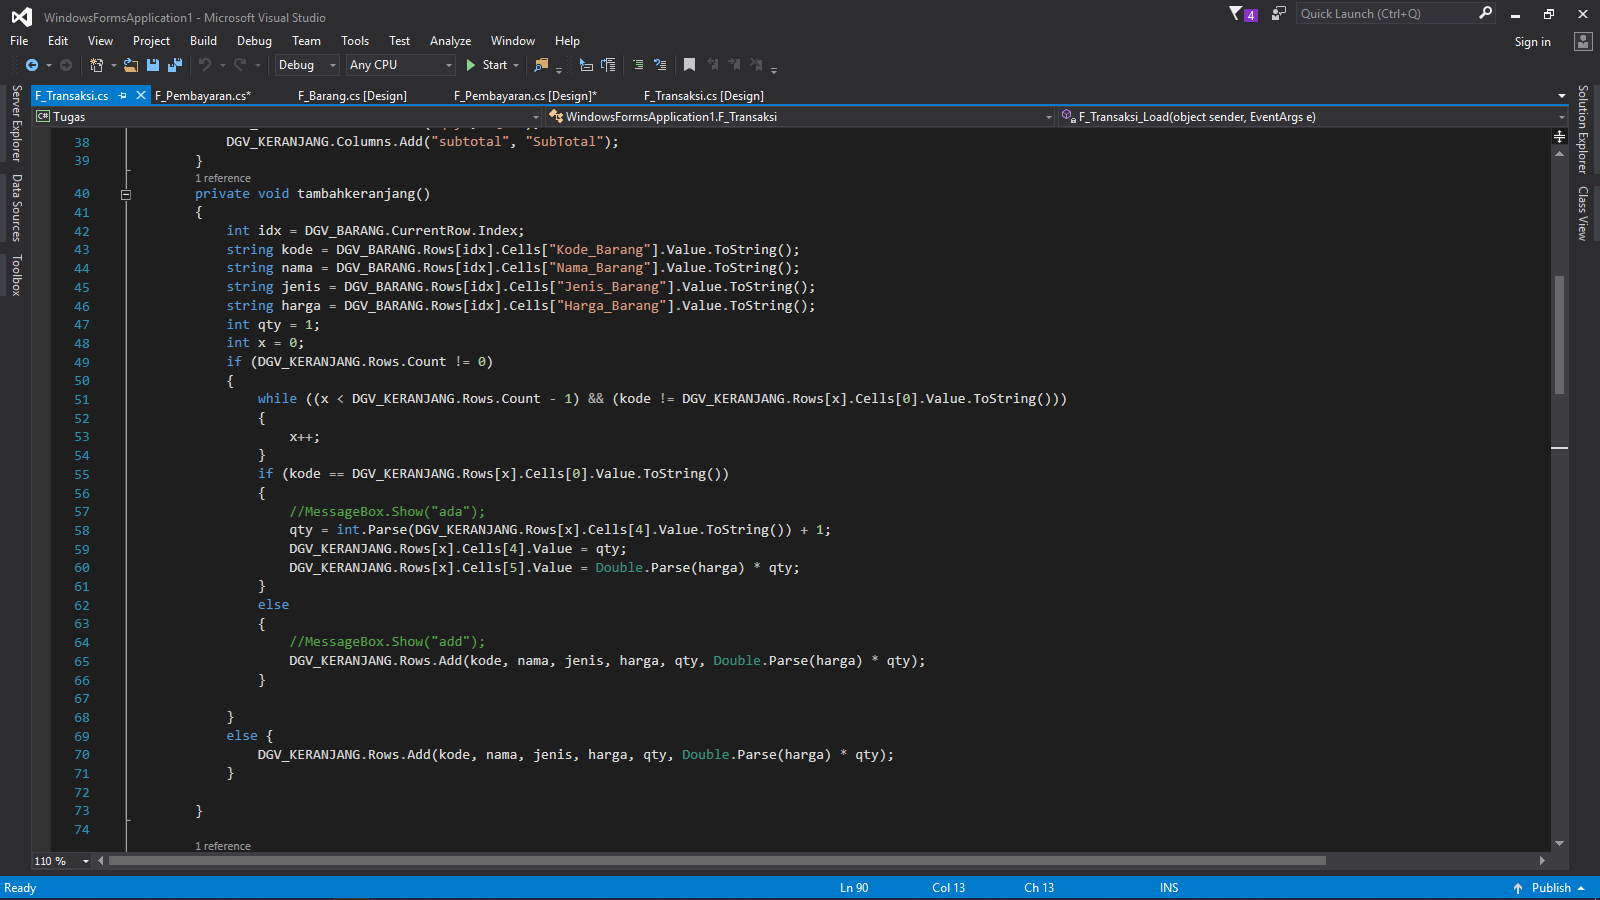 WindowsFormsApplication1 - Microsoft Visual Studio
4
Quick Launch (Ctrl+Q)
File Edit View Project Build Debug Team Tools Test Analyze Window Help
Sign in
Debug Any CPU Start
F_Transaksi.cs F_Pembayaran.cs* F_Barang.cs [Design] F_Pembayaran.cs [Design]* F_Transaksi.cs [Design]
C# Tugas WindowsFormsApplication1.F_Transaksi F_Transaksi_Load(object sender, EventArgs e)
Server Explorer
Data Sources
Toolbox
Solution Explorer
Class View
38 DGV_KERANJANG.Columns.Add("subtotal", "SubTotal");
39 }
1 reference
40 private void tambahkeranjang()
41 {
42 int idx = DGV_BARANG.CurrentRow.Index;
43 string kode = DGV_BARANG.Rows[idx].Cells["Kode_Barang"].Value.ToString();
44 string nama = DGV_BARANG.Rows[idx].Cells["Nama_Barang"].Value.ToString();
45 string jenis = DGV_BARANG.Rows[idx].Cells["Jenis_Barang"].Value.ToString();
46 string harga = DGV_BARANG.Rows[idx].Cells["Harga_Barang"].Value.ToString();
47 int qty = 1;
48 int x = 0;
49 if (DGV_KERANJANG.Rows.Count != 0)
50 {
51 while ((x < DGV_KERANJANG.Rows.Count - 1) && (kode != DGV_KERANJANG.Rows[x].Cells[0].Value.ToString()))
52 {
53 x++;
54 }
55 if (kode == DGV_KERANJANG.Rows[x].Cells[0].Value.ToString())
56 {
57 //MessageBox.Show("ada");
58 qty = int.Parse(DGV_KERANJANG.Rows[x].Cells[4].Value.ToString()) + 1;
59 DGV_KERANJANG.Rows[x].Cells[4].Value = qty;
60 DGV_KERANJANG.Rows[x].Cells[5].Value = Double.Parse(harga) * qty;
61 }
62 else
63 {
64 //MessageBox.Show("add");
65 DGV_KERANJANG.Rows.Add(kode, nama, jenis, harga, qty, Double.Parse(harga) * qty);
66 }
67
68 }
69 else {
70 DGV_KERANJANG.Rows.Add(kode, nama, jenis, harga, qty, Double.Parse(harga) * qty);
71 }
72
73 }
74
1 reference
110 %
Ready Ln 90 Col 13 Ch 13 INS Publish